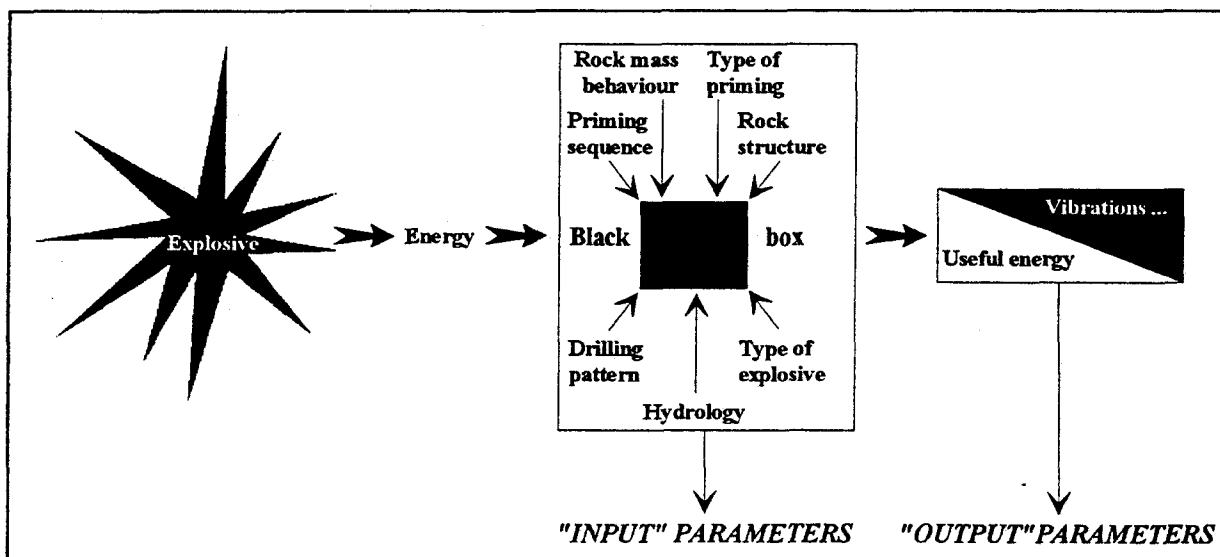 Explosive
Energy
Rock mass
behaviour
Type of
priming
Priming
sequence
Rock
structure
Black
box
Drilling
pattern
Type of
explosive
Hydrology
Vibrations ...
Useful energy
"INPUT" PARAMETERS
"OUTPUT" PARAMETERS